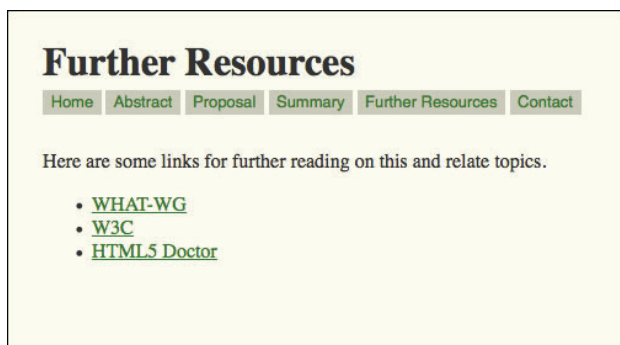 Further Resources
Home Abstract Proposal Summary Further Resources Contact
Here are some links for further reading on this and relate topics.
• WHAT-WG
• W3C
• HTML5 Doctor